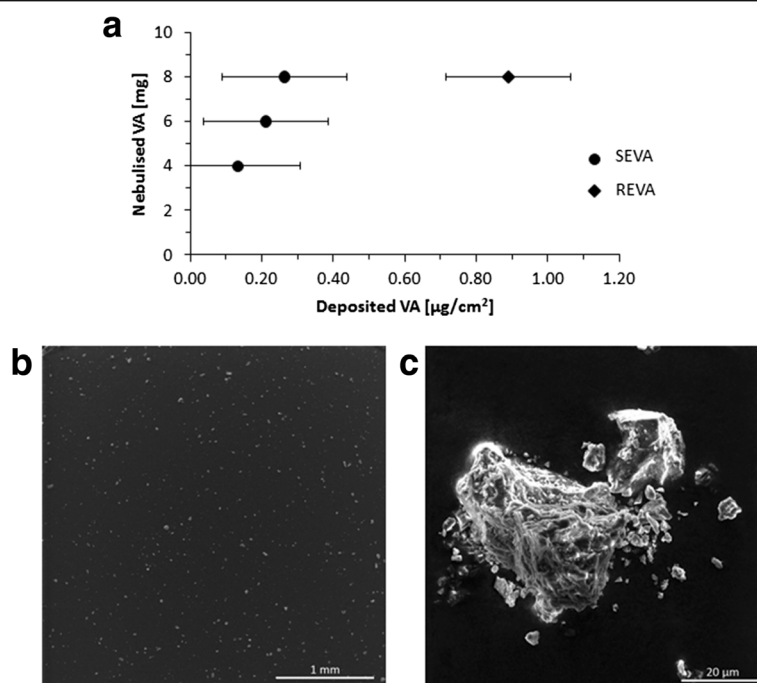 a
10
8
6
4
2
0
Nebulised VA [mg]
0.00 0.20 0.40 0.60 0.80 1.00 1.20
Deposited VA [µg/cm²]
SEVA
REVA
b
1 mm
c
20 µm